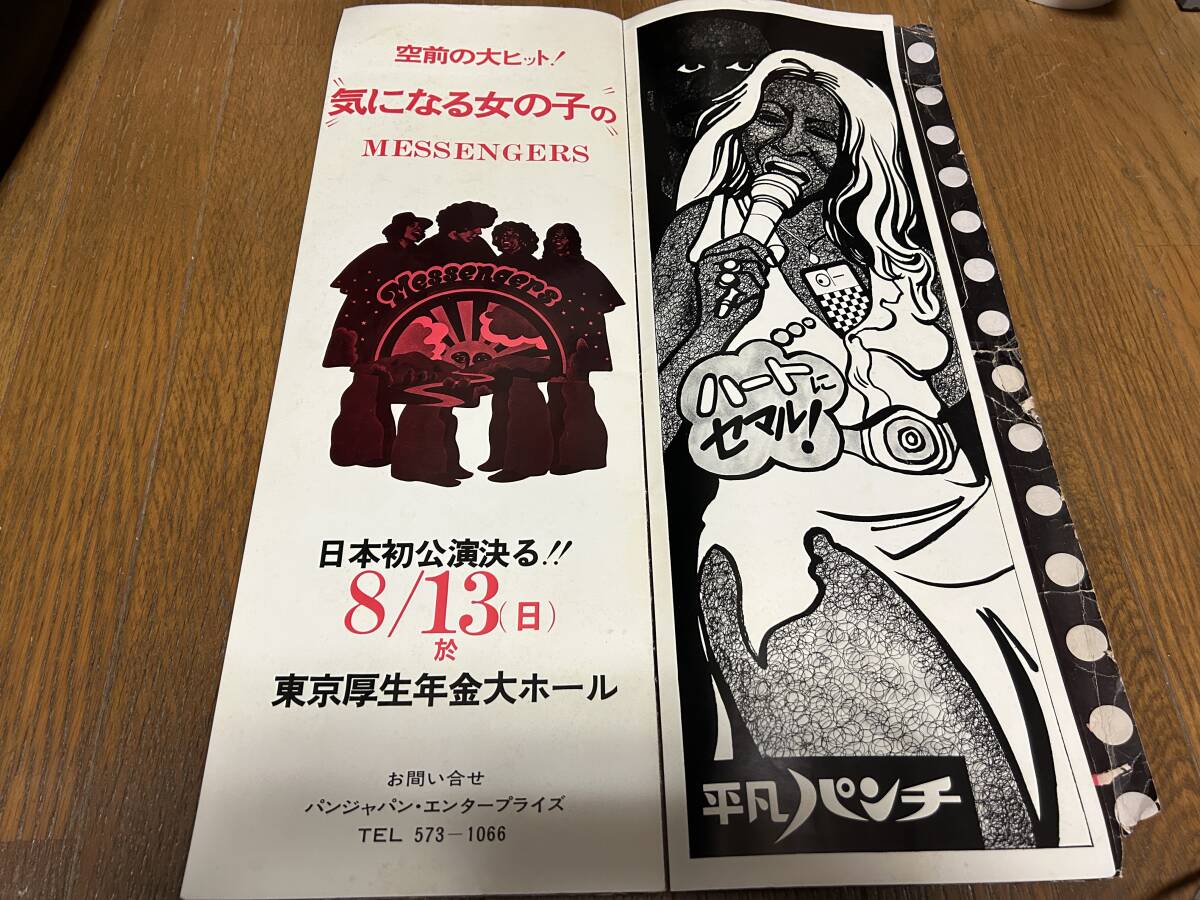 空前の大ヒット!
"気になる女の子の"
MESSENGERS
Messengers
日本初公演決る!!
8/13(日)
於
東京厚生年金大ホール
お問い合せ
パンジャパン・エンタープライズ
TEL 573-1066
ハートに
セマル!
平凡パンチ